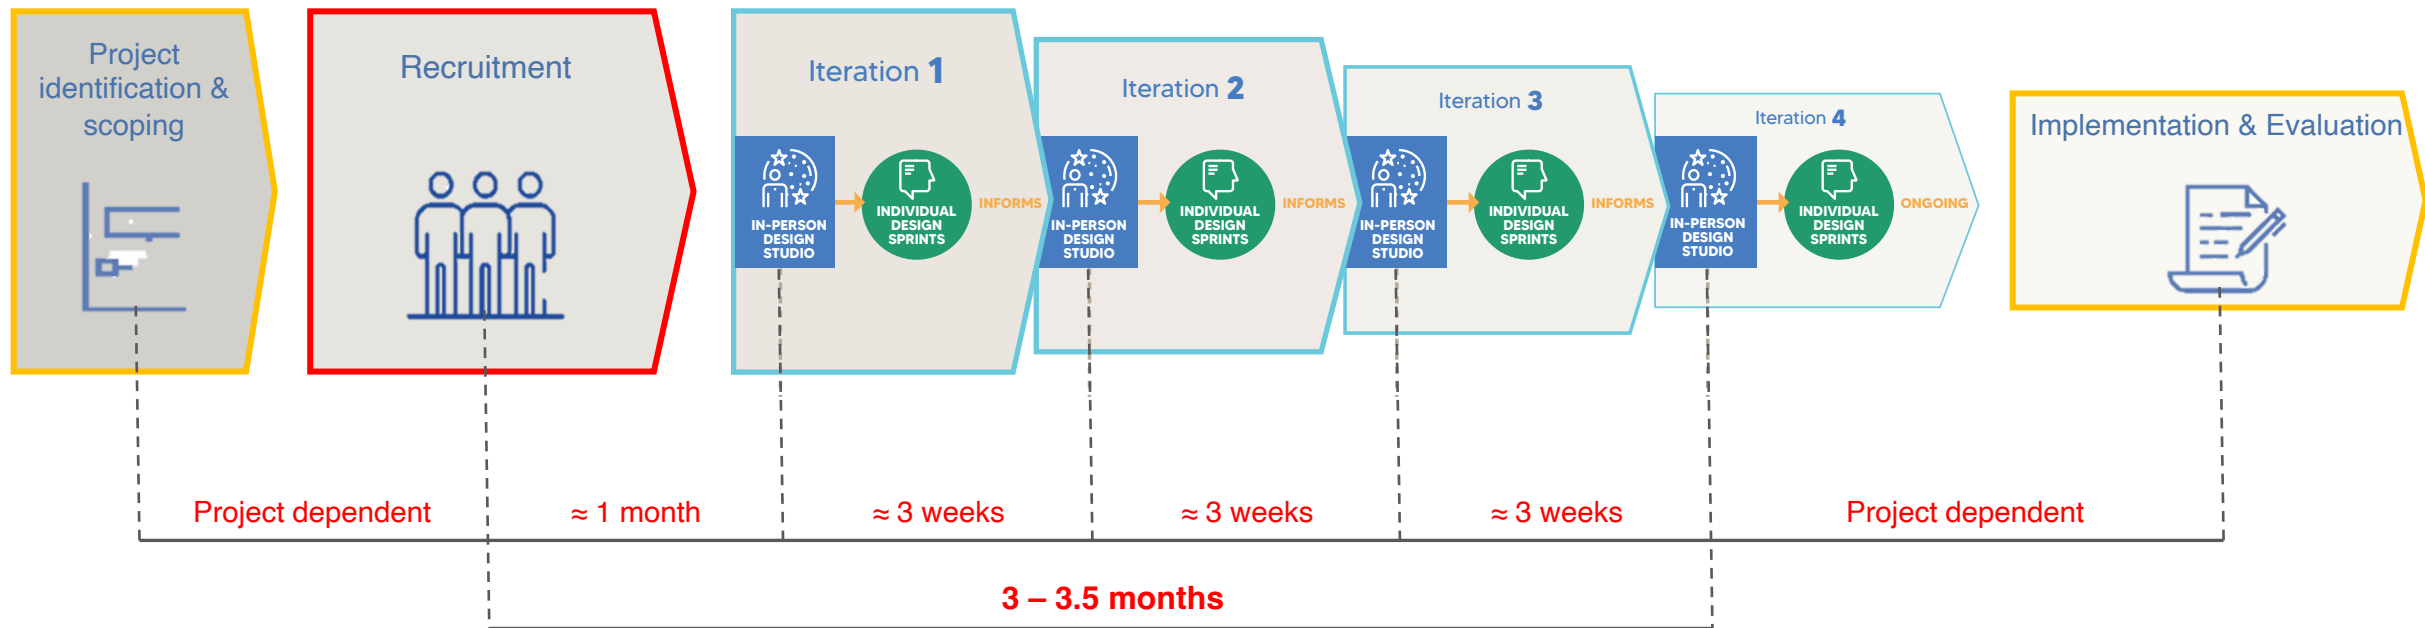 Project
identification &
scoping
Recruitment
Iteration 1
IN-PERSON
DESIGN
STUDIO
INDIVIDUAL
DESIGN
SPRINTS
INFORMS
Iteration 2
IN-PERSON
DESIGN
STUDIO
INDIVIDUAL
DESIGN
SPRINTS
INFORMS
Iteration 3
IN-PERSON
DESIGN
STUDIO
INDIVIDUAL
DESIGN
SPRINTS
INFORMS
Iteration 4
IN-PERSON
DESIGN
STUDIO
INDIVIDUAL
DESIGN
SPRINTS
ONGOING
Implementation & Evaluation
Project dependent
≈ 1 month
≈ 3 weeks
≈ 3 weeks
≈ 3 weeks
Project dependent
3 – 3.5 months